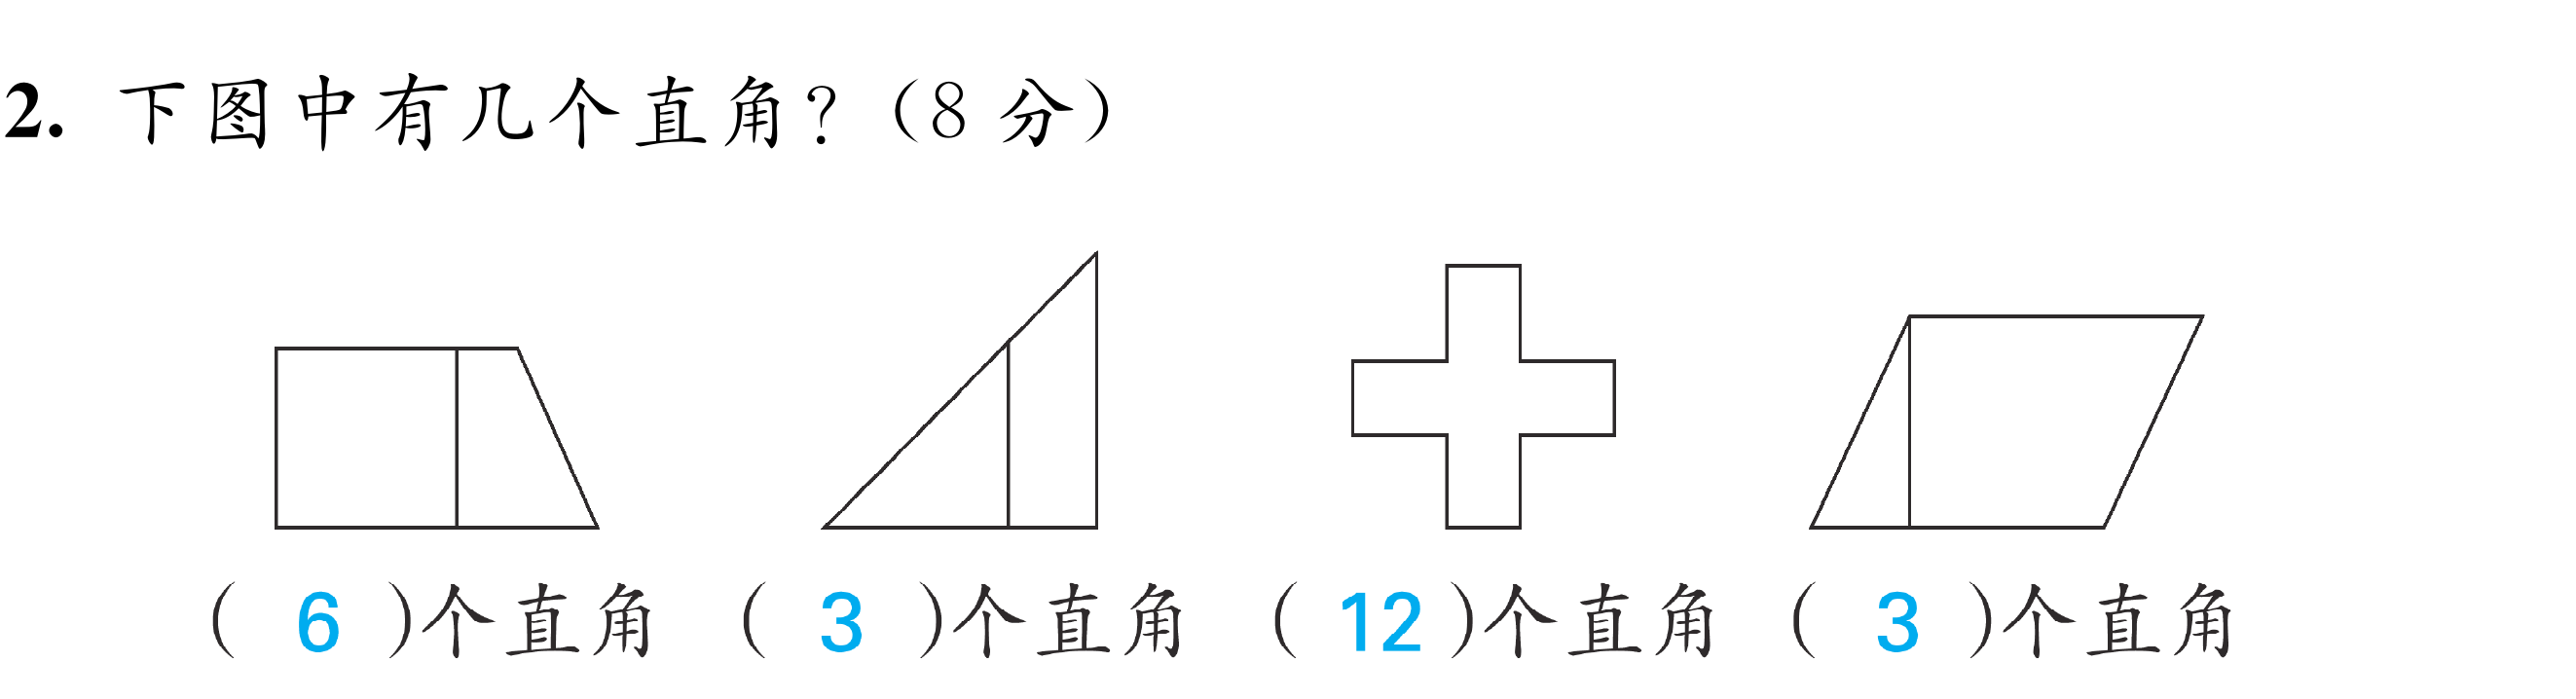 2. 下图中有几个直角?(8 分)
( 6 )个直角 ( 3 )个直角 ( 12 )个直角 ( 3 )个直角